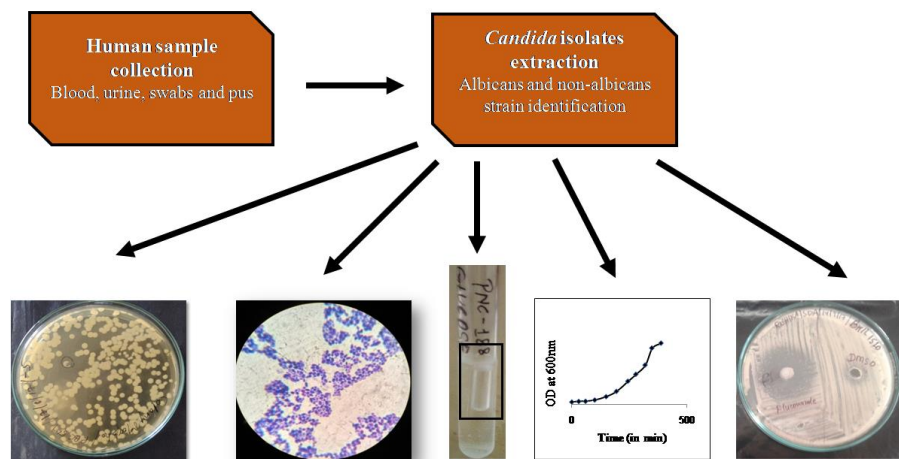 Human sample
collection
Blood, urine, swabs and pus
Candida isolates
extraction
Albicans and non-albicans
strain identification
PNC-188
GLUCOSE
OD at 600nm
0
500
Time (in min)
DMSO